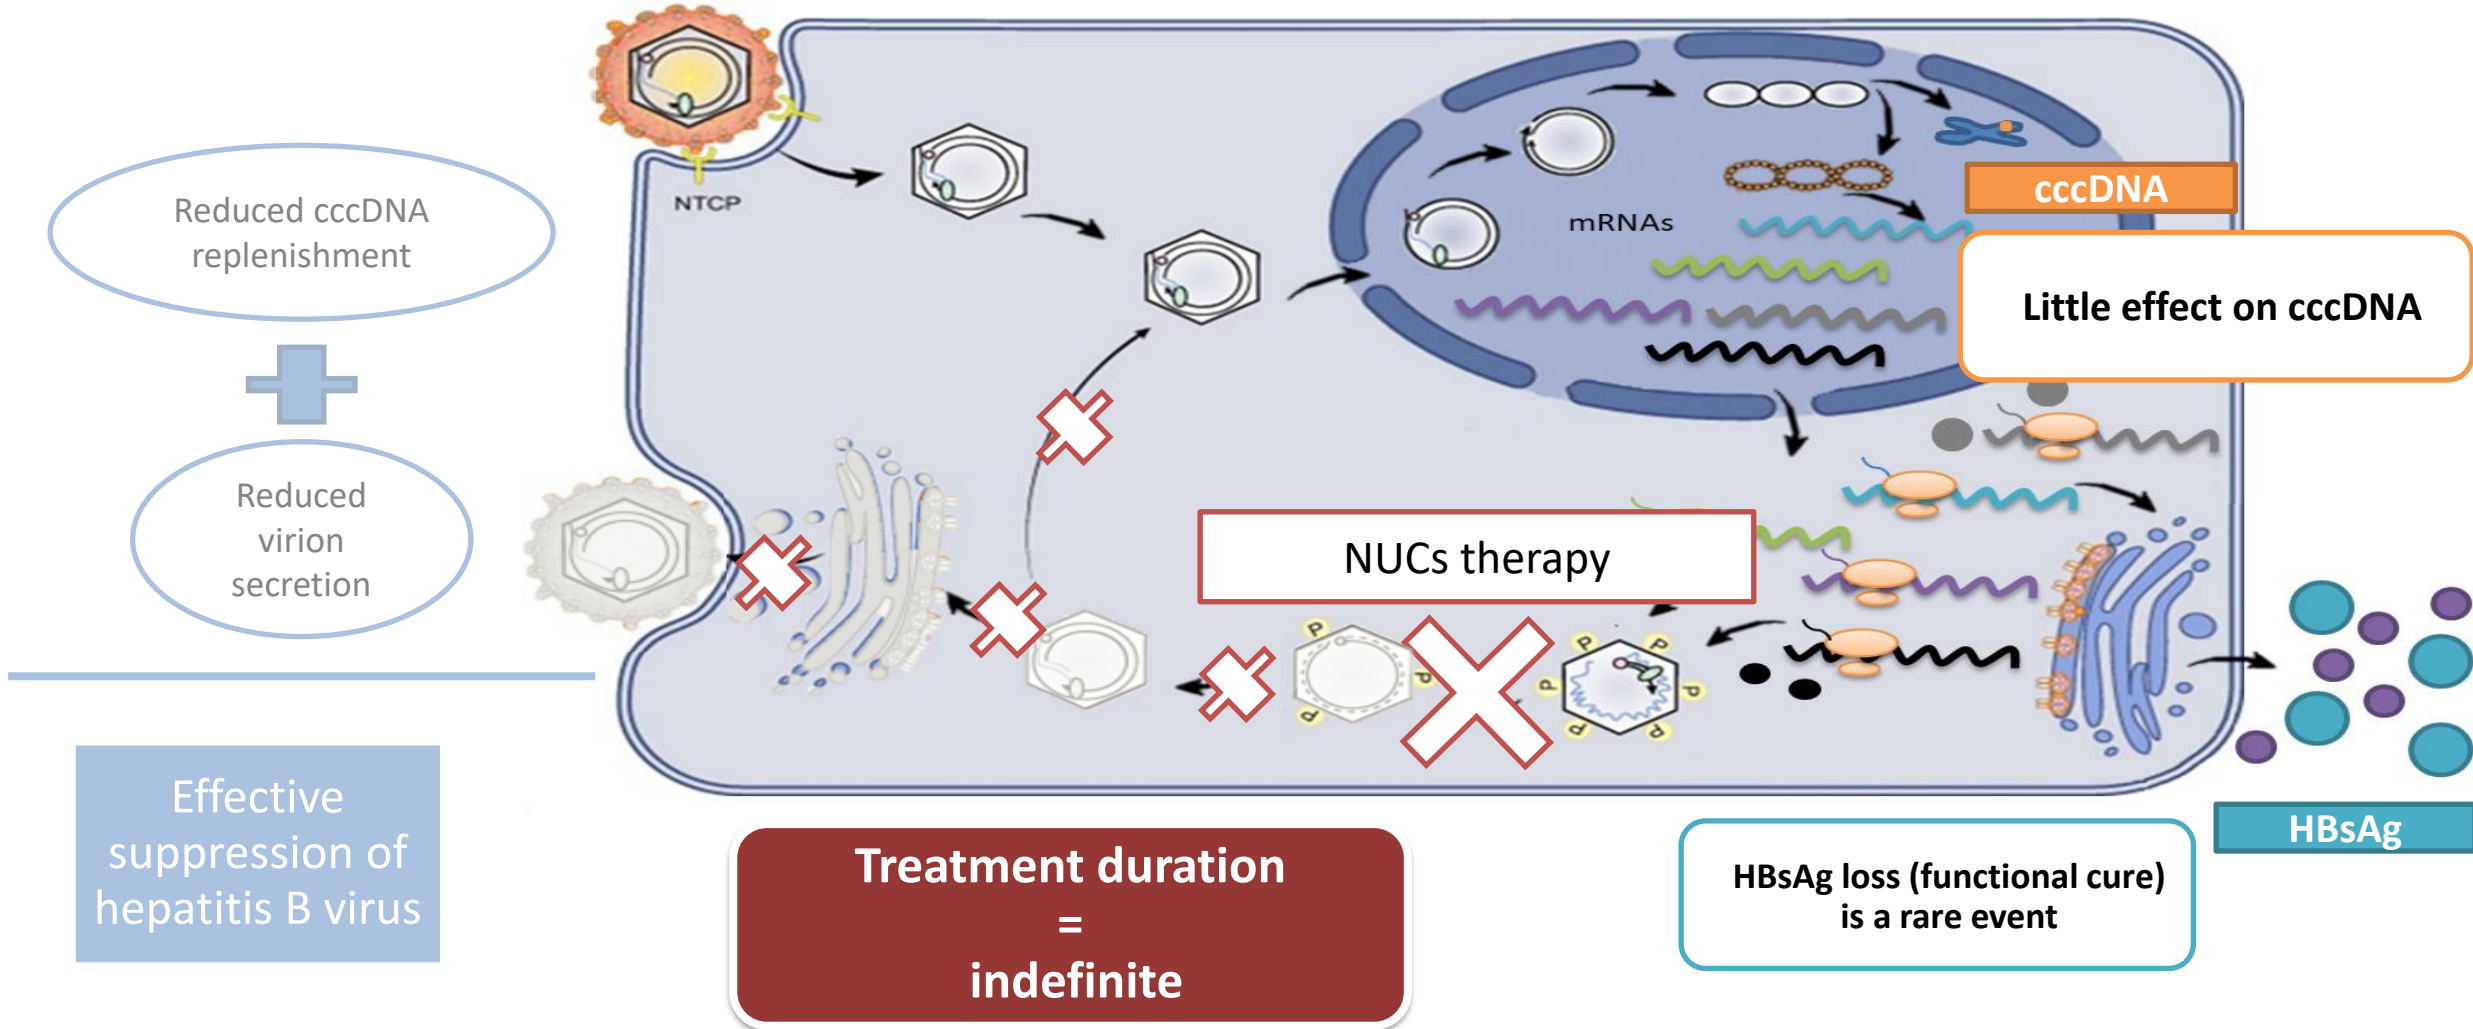 Reduced cccDNA
replenishment
Reduced
virion
secretion
Effective
suppression of
hepatitis B virus
NTCP
mRNAs
cccDNA
Little effect on cccDNA
NUCs therapy
P
P
P
P
P
P
P
P
P
Treatment duration
=
indefinite
HBsAg loss (functional cure)
is a rare event
HBsAg